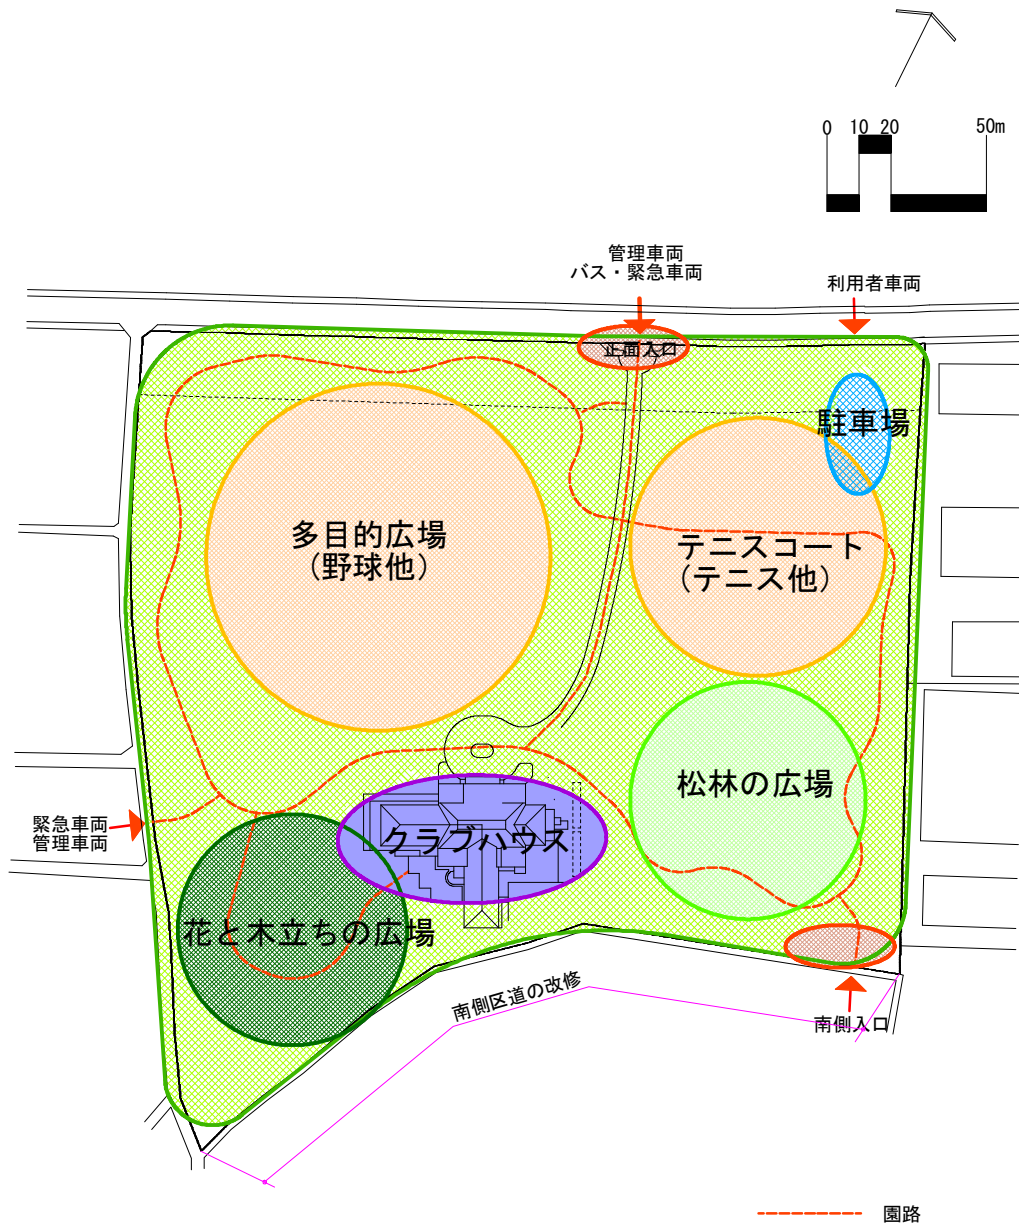 0 10 20 50m
管理車両
バス・緊急車両
利用者車両
正面入口
駐車場
多目的広場
(野球他)
テニスコート
(テニス他)
松林の広場
緊急車両
管理車両
クラブハウス
花と木立ちの広場
南側区道の改修
南側入口
園路